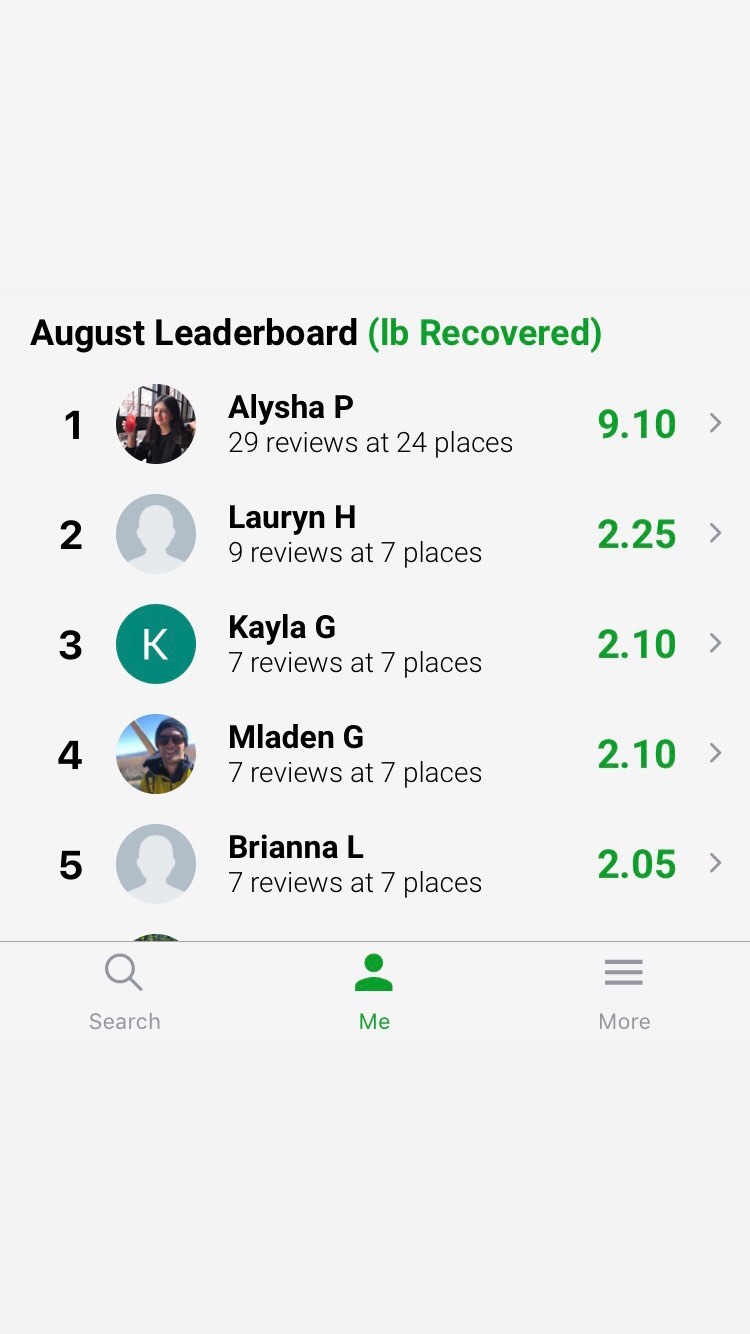 August Leaderboard (lb Recovered)
1
Alysha P
29 reviews at 24 places
9.10
2
Lauryn H
9 reviews at 7 places
2.25
3
K
Kayla G
7 reviews at 7 places
2.10
4
Mladen G
7 reviews at 7 places
2.10
5
Brianna L
7 reviews at 7 places
2.05
Search
Me
More